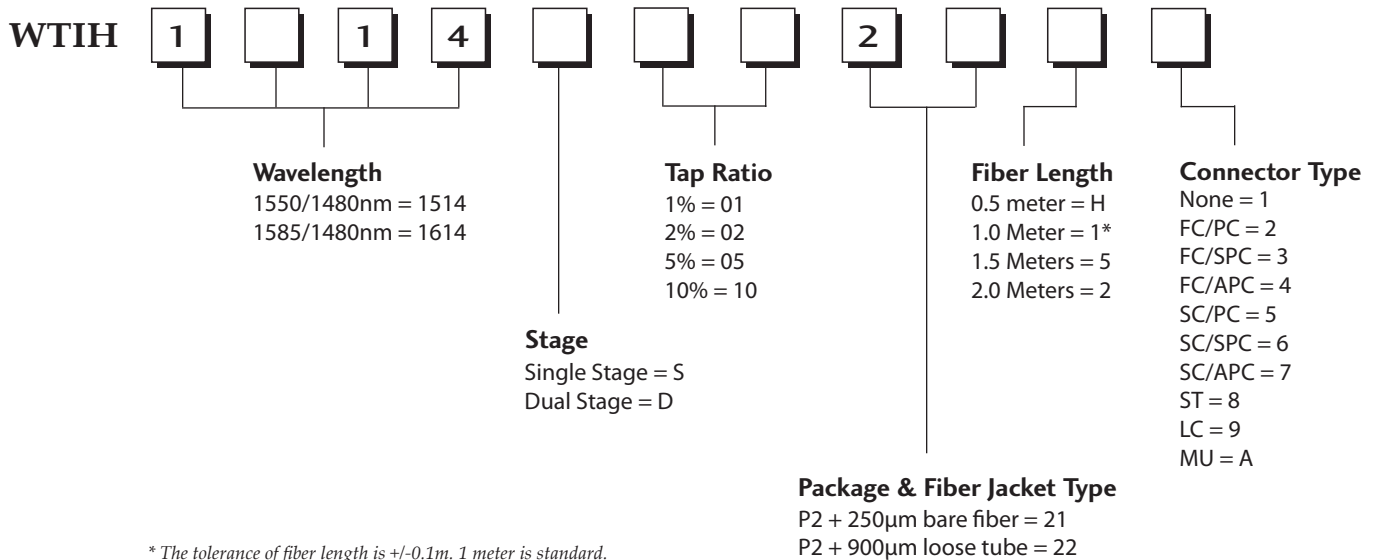 WTIH 1 1 4 2
Wavelength
1550/1480nm = 1514
1585/1480nm = 1614
Stage
Single Stage = S
Dual Stage = D
Tap Ratio
1% = 01
2% = 02
5% = 05
10% = 10
Package & Fiber Jacket Type
P2 + 250μm bare fiber = 21
P2 + 900μm loose tube = 22
Fiber Length
0.5 meter = H
1.0 Meter = 1*
1.5 Meters = 5
2.0 Meters = 2
Connector Type
None = 1
FC/PC = 2
FC/SPC = 3
FC/APC = 4
SC/PC = 5
SC/SPC = 6
SC/APC = 7
ST = 8
LC = 9
MU = A
* The tolerance of fiber length is +/-0.1m. 1 meter is standard.